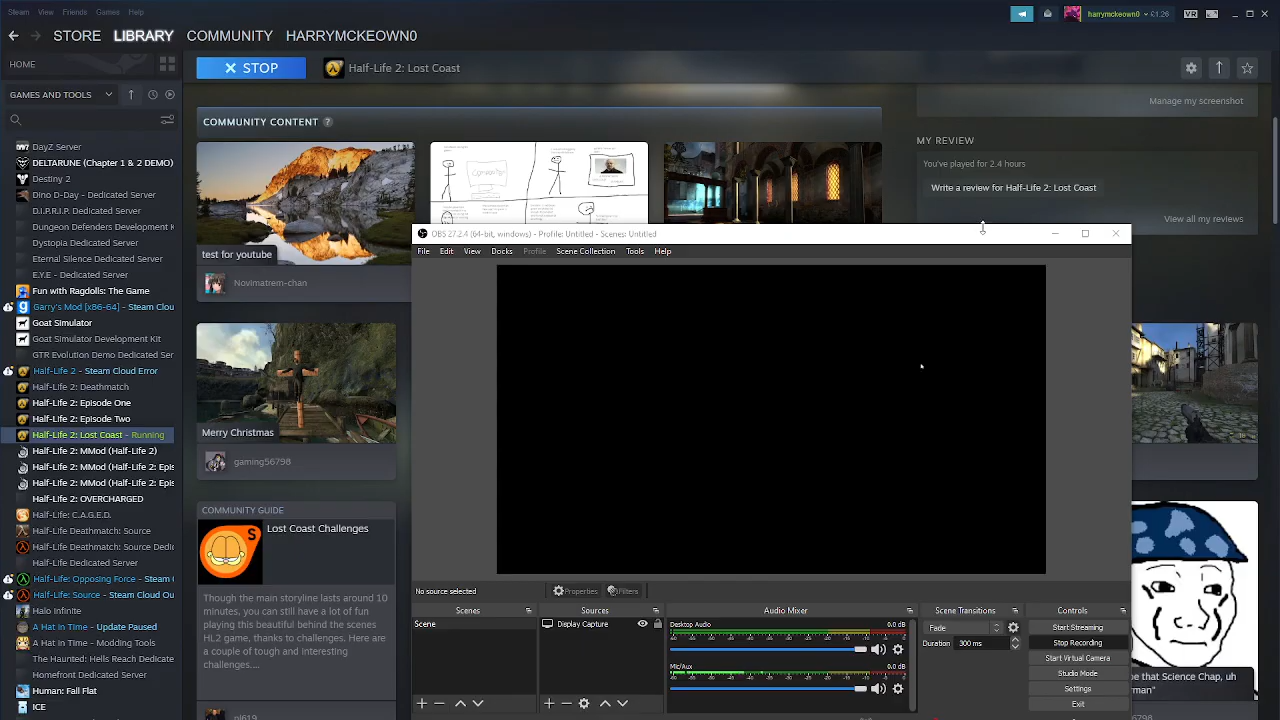 Steam View Friends Games Help
harrymckeown0 £1.26 VR
STORE LIBRARY COMMUNITY HARRYMCKEOWN0
HOME
STOP Half-Life 2: Lost Coast
GAMES AND TOOLS
Manage my screenshot
COMMUNITY CONTENT ?
MY REVIEW
You've played for 2.4 hours
Write a review for Half-Life 2: Lost Coast
View all my reviews
DayZ Server
DELTARUNE (Chapter 1 & 2 DEMO)
Destiny 2
Dino D-Day - Dedicated Server
D.I.P.R.I.P. Dedicated Server
Dystopia Dedicated Server
Eternal Silence Dedicated Server
E.Y.E - Dedicated Server
Fun with Ragdolls: The Game
Garry's Mod [x86-64] - Steam Clou
Goat Simulator
Goat Simulator Development Kit
GTR Evolution Demo Dedicated Ser
Half-Life 2 - Steam Cloud Error
Half-Life 2: Deathmatch
Half-Life 2: Episode One
Half-Life 2: Episode Two
Half-Life 2: Lost Coast - Running
Half-Life 2: MMod (Half-Life 2)
Half-Life 2: MMod (Half-Life 2: Epis
Half-Life 2: MMod (Half-Life 2: Epis
Half-Life 2: OVERCHARGED
Half-Life: C.A.G.E.D.
Half-Life Deathmatch: Source
Half-Life Deathmatch: Source Dedic
Half-Life Dedicated Server
Half-Life: Opposing Force - Steam C
Half-Life: Source - Steam Cloud Ou
Halo Infinite
A Hat in Time - Update Paused
A Hat in Time - Modding Tools
The Haunted: Hells Reach Dedicate
Homefront Dedicated Server
Hunie Pop
ICE
test for youtube
Novimatrem-chan
Merry Christmas
gaming56798
COMMUNITY GUIDE
Lost Coast Challenges
Though the main storyline lasts around 10
minutes, you can still have a lot of fun
playing this beautiful behind the scenes
HL2 game, thanks to challenges. Here are
a couple of tough and interesting
challenges....
nl619
OBS 27.2.4 (64-bit, windows) - Profile: Untitled - Scenes: Untitled
File Edit View Docks Profile Scene Collection Tools Help
No source selected Properties Filters
Scenes Sources Audio Mixer Scene Transitions Controls
Scene
Display Capture
Desktop Audio 0.0 dB
Mic/Aux 0.0 dB
Fade
Duration 300 ms
Start Streaming
Stop Recording
Start Virtual Camera
Studio Mode
Settings
Exit
e that Science Chap, uh
man"